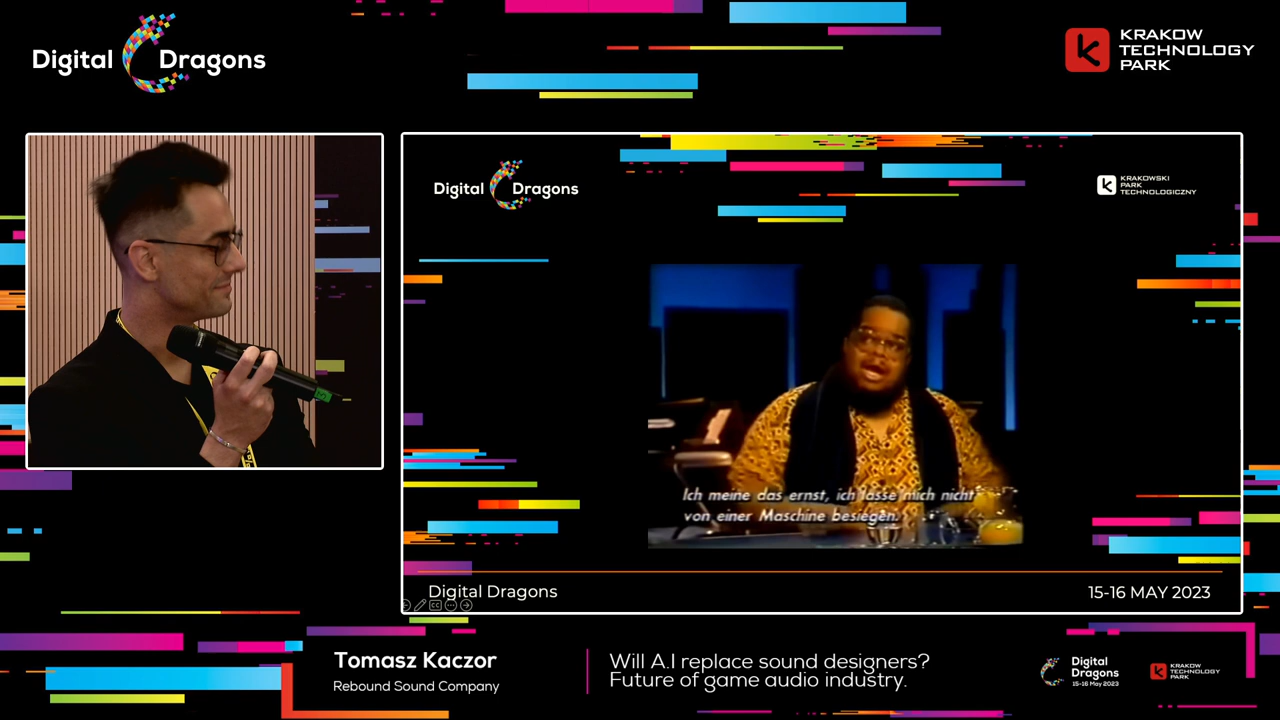 Digital Dragons
KRAKOW
TECHNOLOGY
PARK
Digital Dragons
KRAKOWSKI
PARK
TECHNOLOGICZNY
Ich meine das ernst, ich lasse mich nicht
von einer Maschine besiegen.
Digital Dragons
15-16 MAY 2023
Tomasz Kaczor
Rebound Sound Company
Will A.I replace sound designers?
Future of game audio industry.
Digital
Dragons
15-16 May 2023
KRAKOW
TECHNOLOGY
PARK